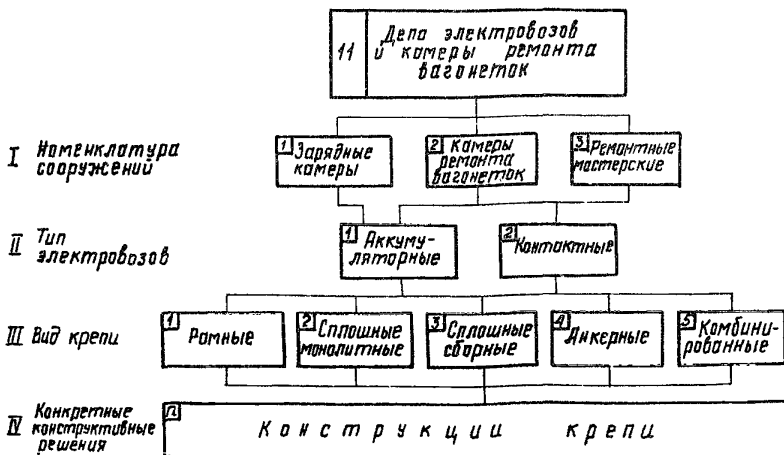 11
Депо электровозов
и камеры ремонта
вагонеток
I Номенклатура
сооружений
1 Зарядные
камеры
2 Камеры
ремонта
вагонеток
3 Ремонтные
мастерские
II Тип
электровозов
1 Аккуму-
ляторные
2 Контактные
III Вид крепи
1 Рамные
2 Сплошные
монолитные
3 Сплошные
сборные
4 Анкерные
5 Комбини-
рованные
IV Конкретные
конструктивные
решения
n Конструкции крепи